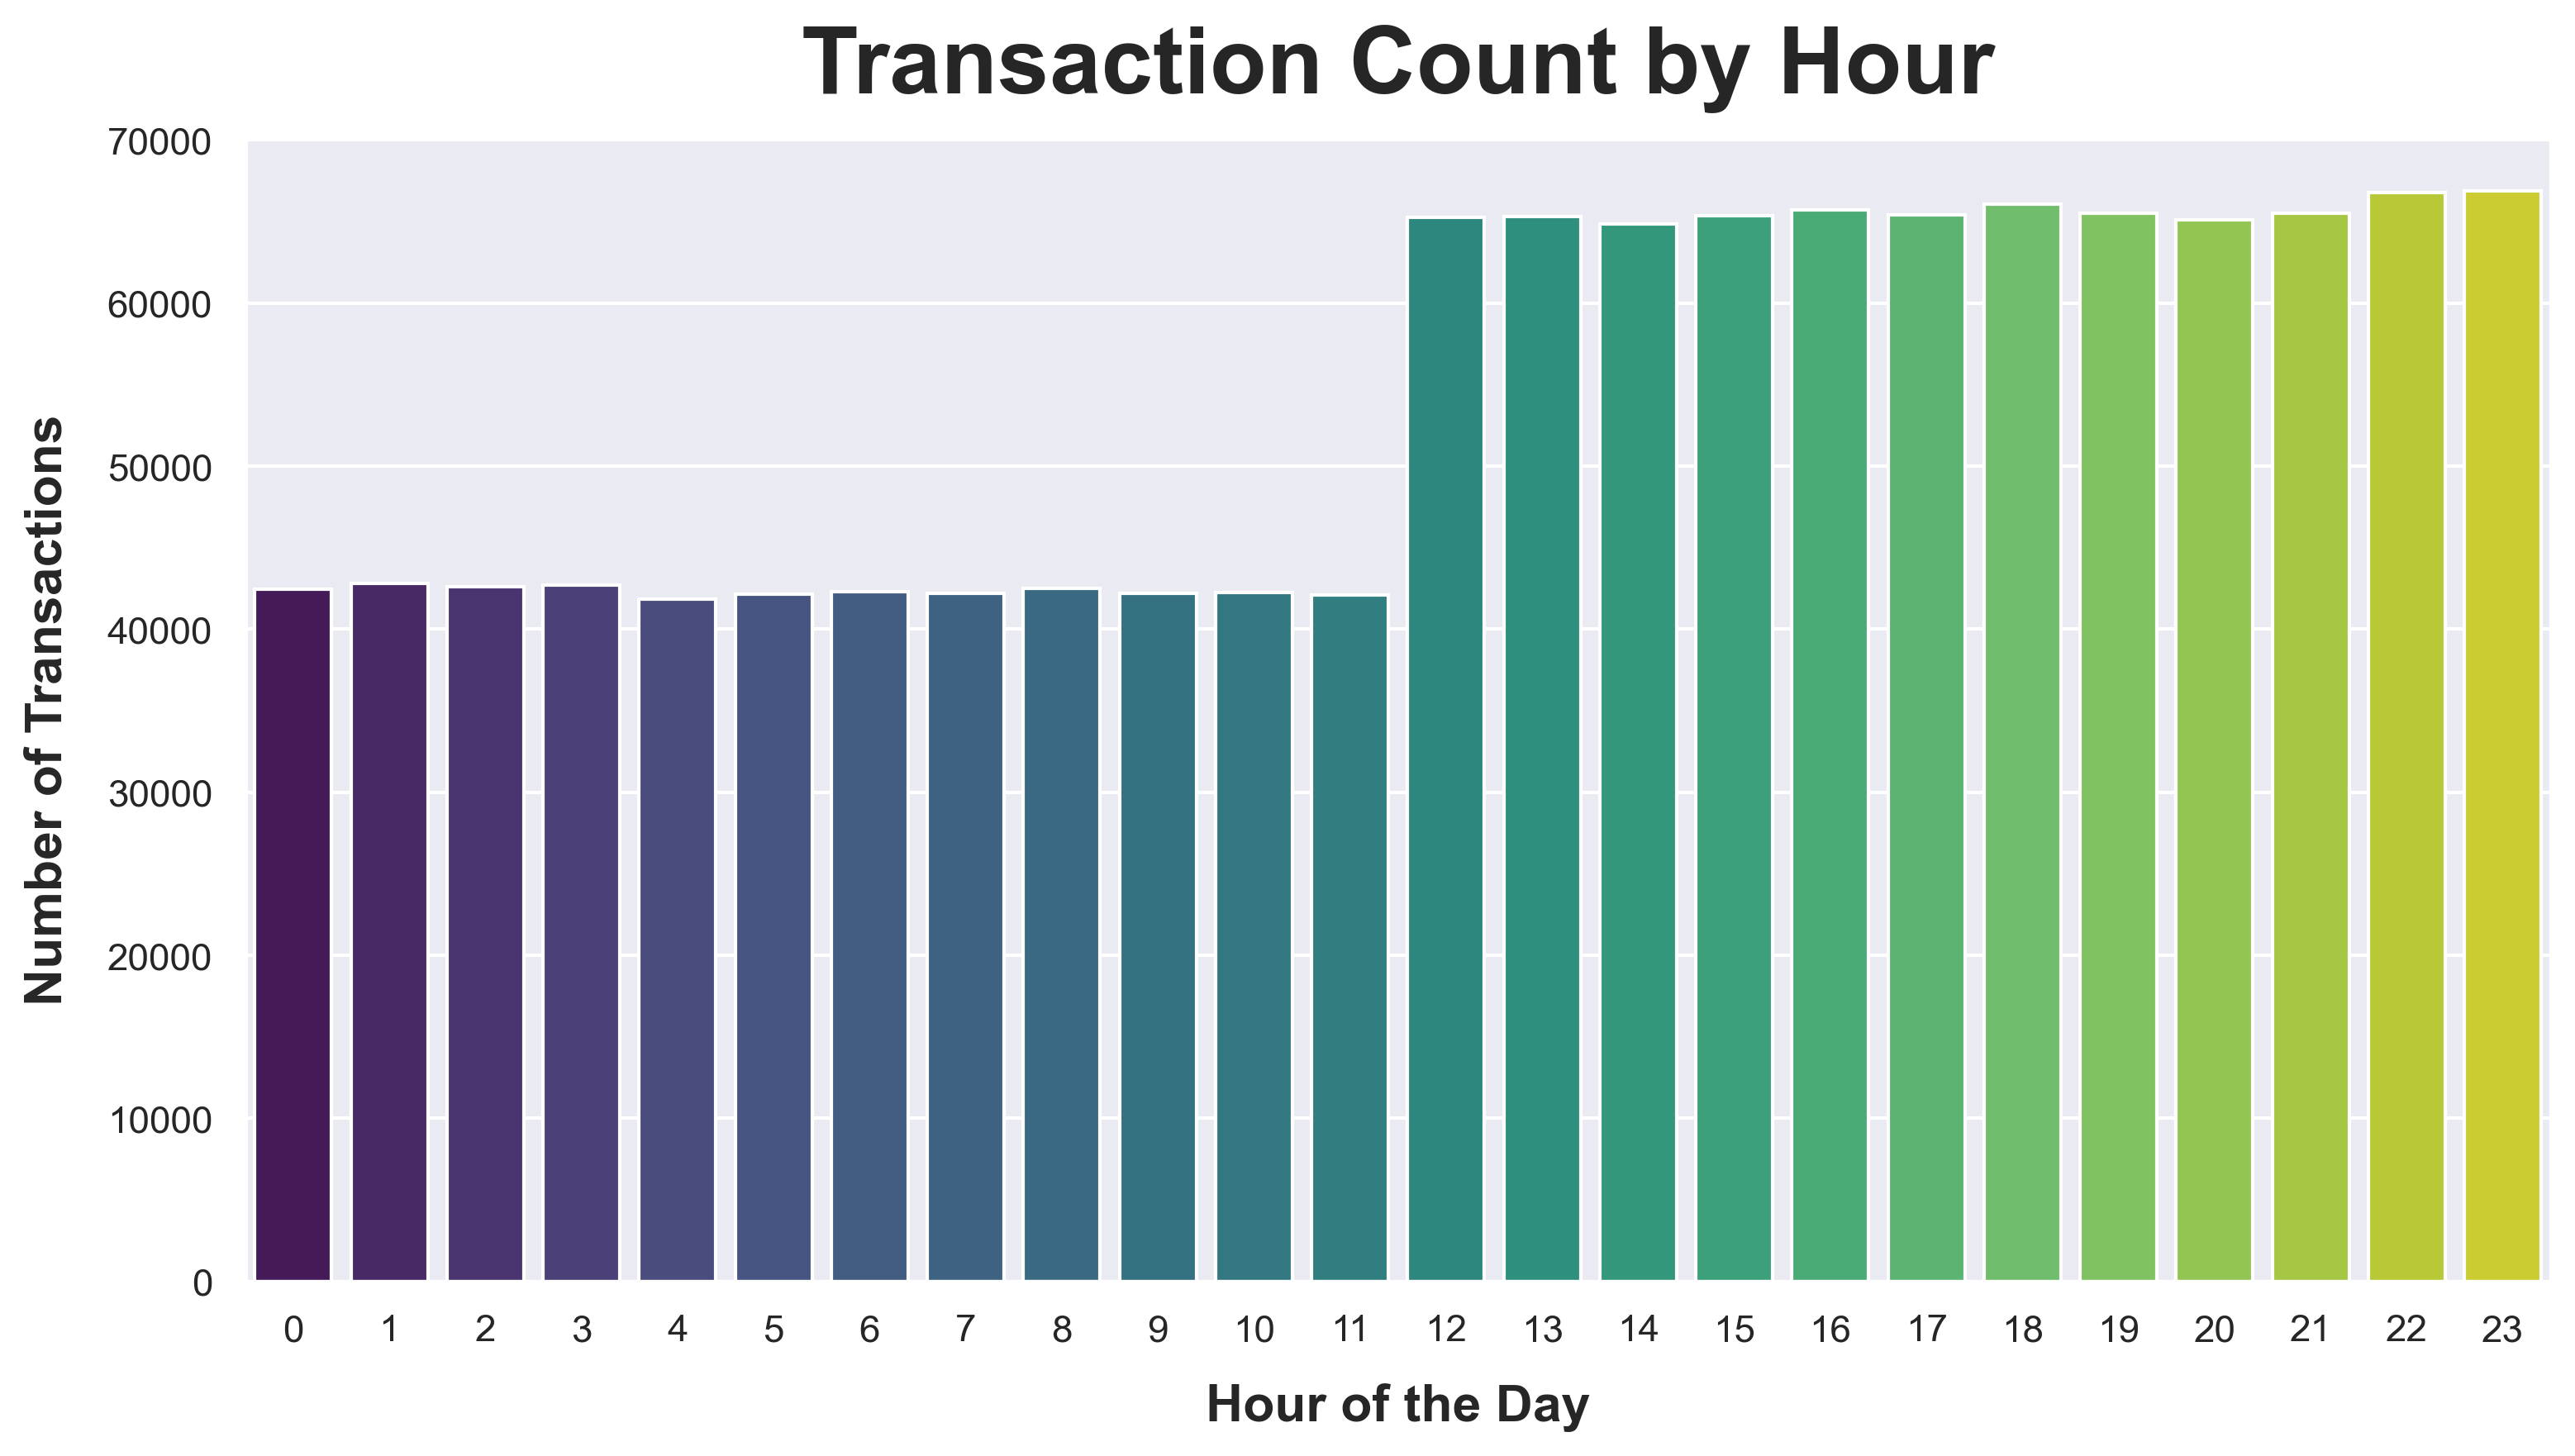 Transaction Count by Hour
Number of Transactions
70000
60000
50000
40000
30000
20000
10000
0
0 1 2 3 4 5 6 7 8 9 10 11 12 13 14 15 16 17 18 19 20 21 22 23
Hour of the Day